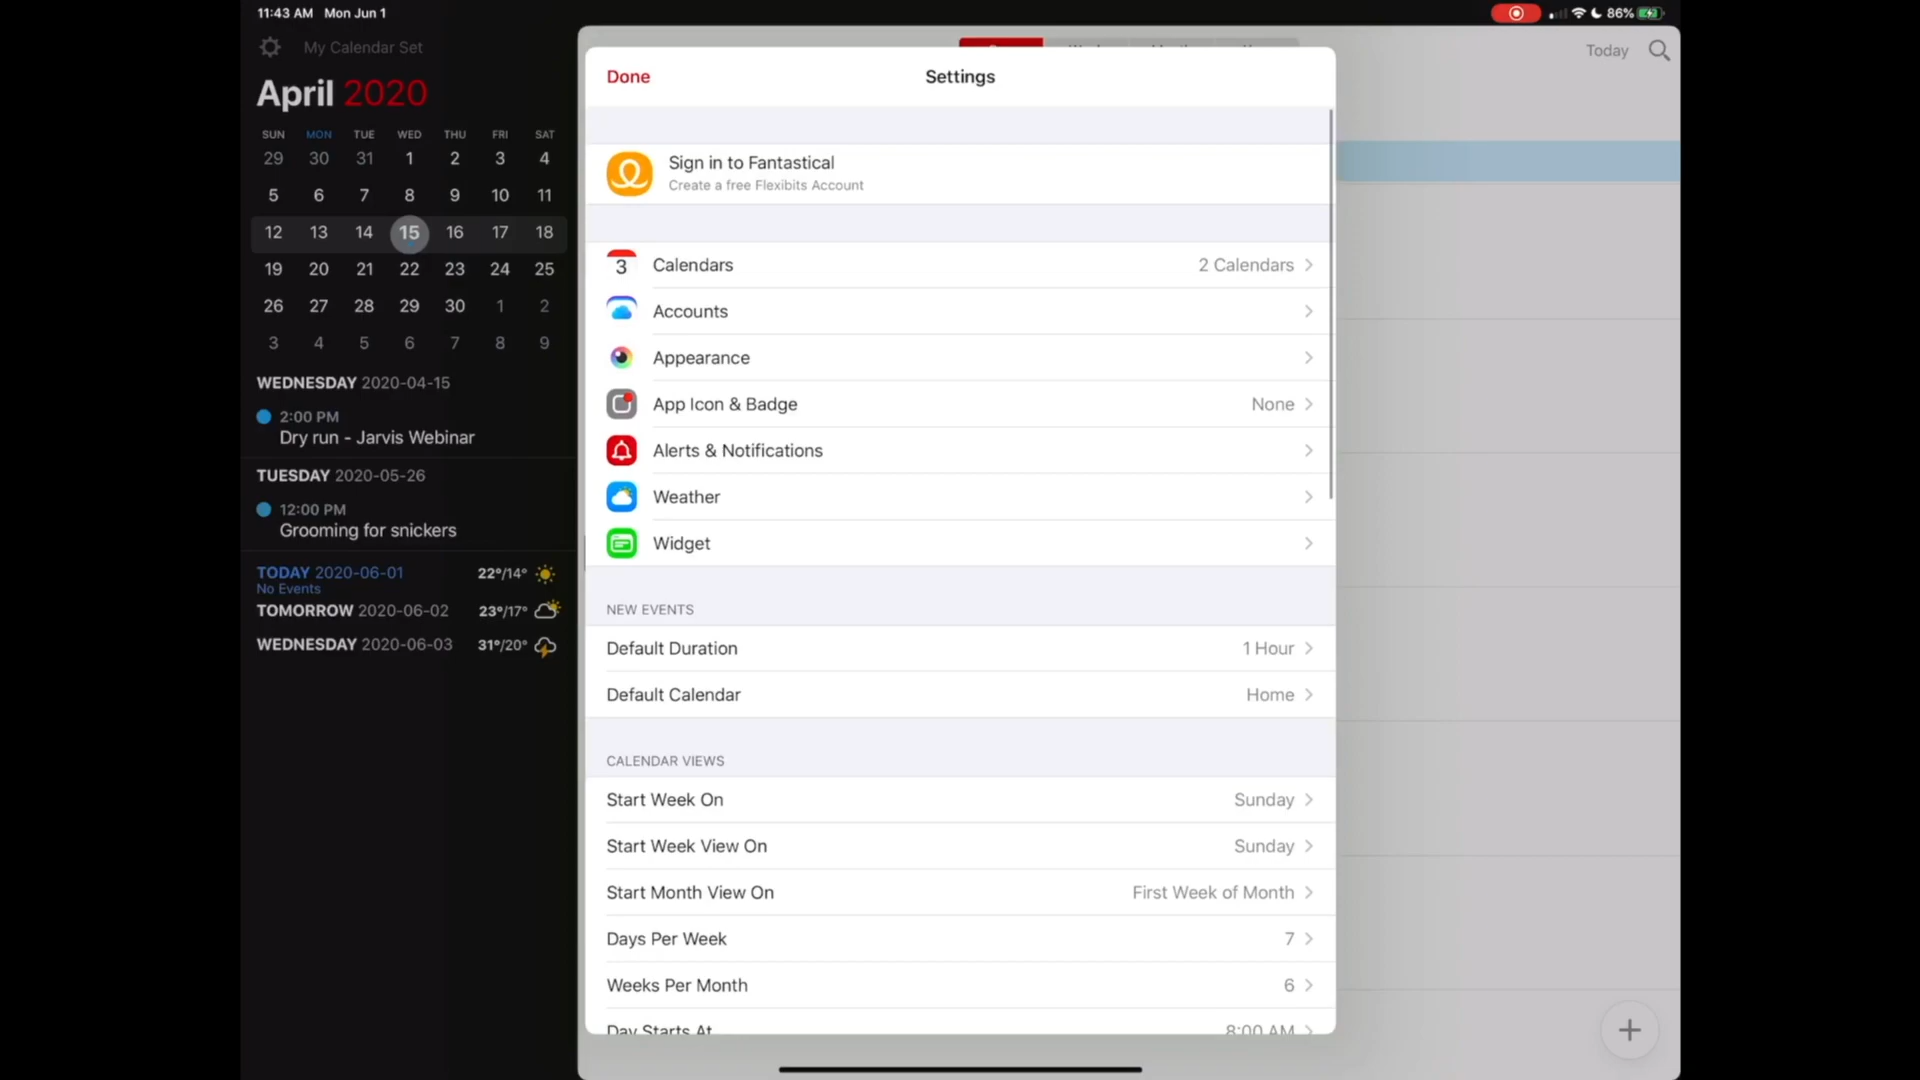 11:43 AM Mon Jun 1
86%
My Calendar Set
April 2020
SUN MON TUE WED THU FRI SAT
29 30 31 1 2 3 4
5 6 7 8 9 10 11
12 13 14 15 16 17 18
19 20 21 22 23 24 25
26 27 28 29 30 1 2
3 4 5 6 7 8 9
WEDNESDAY 2020-04-15
2:00 PM
Dry run - Jarvis Webinar
TUESDAY 2020-05-26
12:00 PM
Grooming for snickers
TODAY 2020-06-01 22°/14°
No Events
TOMORROW 2020-06-02 23°/17°
WEDNESDAY 2020-06-03 31°/20°
Done Settings
Sign in to Fantastical
Create a free Flexibits Account
3 Calendars 2 Calendars
Accounts
Appearance
App Icon & Badge None
Alerts & Notifications
Weather
Widget
NEW EVENTS
Default Duration 1 Hour
Default Calendar Home
CALENDAR VIEWS
Start Week On Sunday
Start Week View On Sunday
Start Month View On First Week of Month
Days Per Week 7
Weeks Per Month 6
Day Starts At 8:00 AM
Today